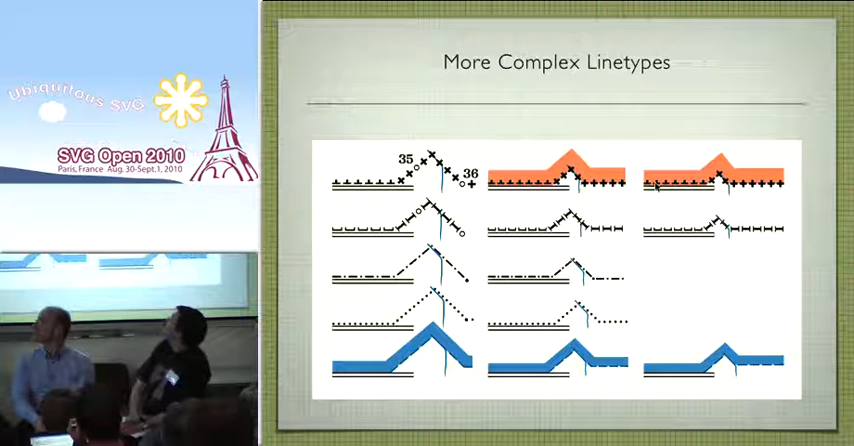 Ubiquitous SVG
SVG Open 2010
Paris, France Aug. 30-Sept.1, 2010
More Complex Linetypes
35
36